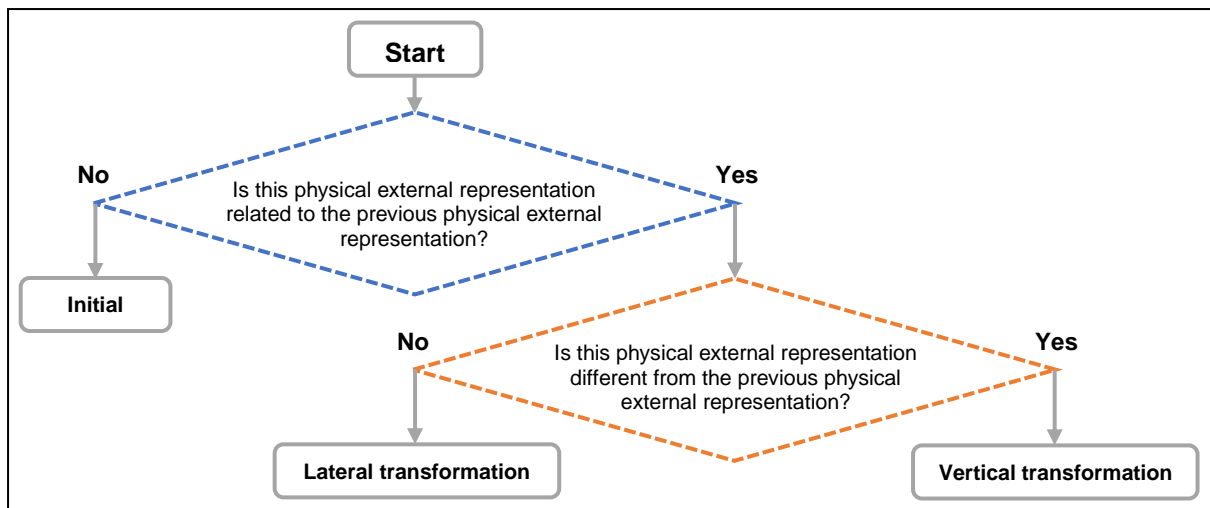 Start
No
Yes
Is this physical external representation
related to the previous physical external
representation?
Initial
No
Yes
Is this physical external representation
different from the previous physical
external representation?
Lateral transformation
Vertical transformation